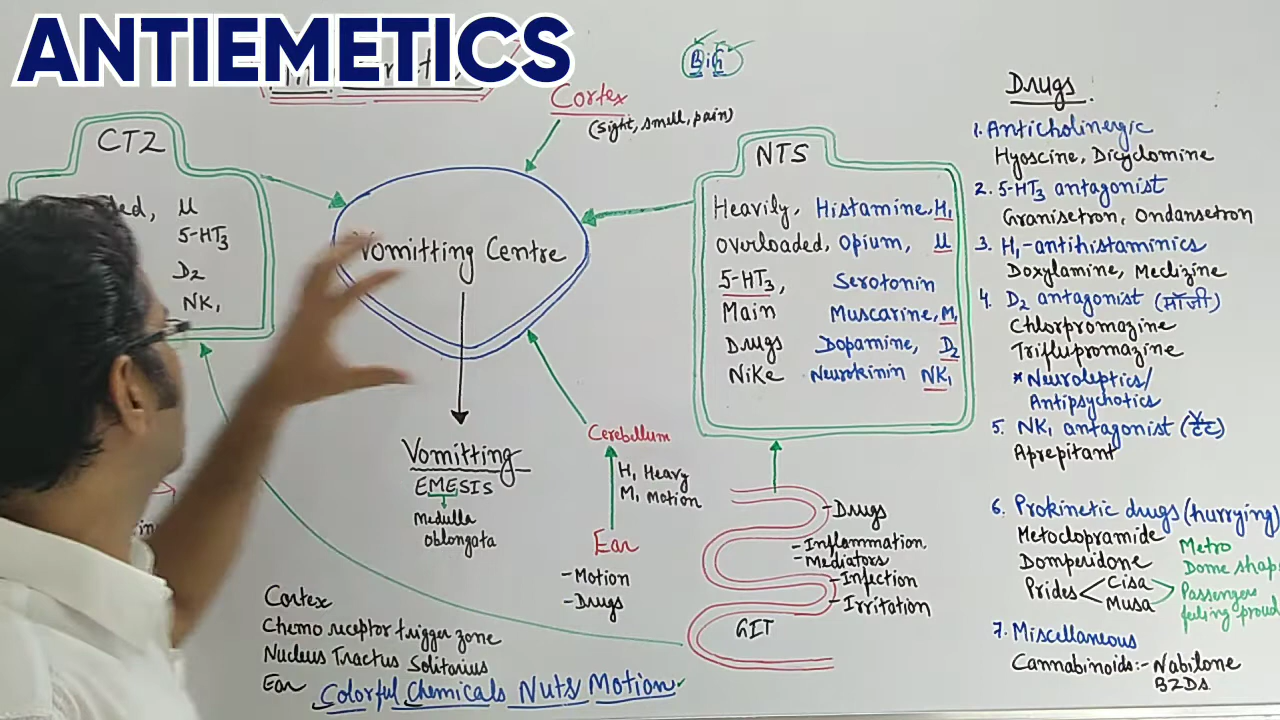 ANTIEMETICS
BiG
Cortex
(Sight, smell, pain)
CTZ
μ
5-HT3
D2
NK1
Vomitting Centre
NTS
Heavily, Histamine, H1
Overloaded, Opium, μ
5-HT3, Serotonin
Main Muscarine, M1
Drugs Dopamine, D2
Nike Neurokinin NK1
Vomitting
EMESIS
Medulla
oblongata
Cerebellum
H1 Heavy
M1 Motion
Ear
-Motion
-Drugs
-Drugs
-Inflammation
-Mediators
-Infection
-Irritation
GIT
Cortex
Chemo receptor trigger zone
Nucleus Tractus Solitarius
Ear
Colorful Chemicals Nuts Motion
Drugs
1. Anticholinergic
Hyoscine, Dicyclomine
2. 5-HT3 antagonist
Granisetron, Ondansetron
3. H1-antihistaminics
Doxylamine, Meclizine
4. D2 antagonist (मॉंजी)
Chlorpromazine
Triflupromazine
*Neuroleptics/
Antipsychotics
5. NK1 antagonist
Aprepitant
6. Prokinetic drugs (hurrying)
Metoclopramide
Domperidone
Prides < Cisa
Musa
Metro
Dome shap
Passengers
feeling proud
7. Miscellaneous
Cannabinoids:- Nabilone
BZDs